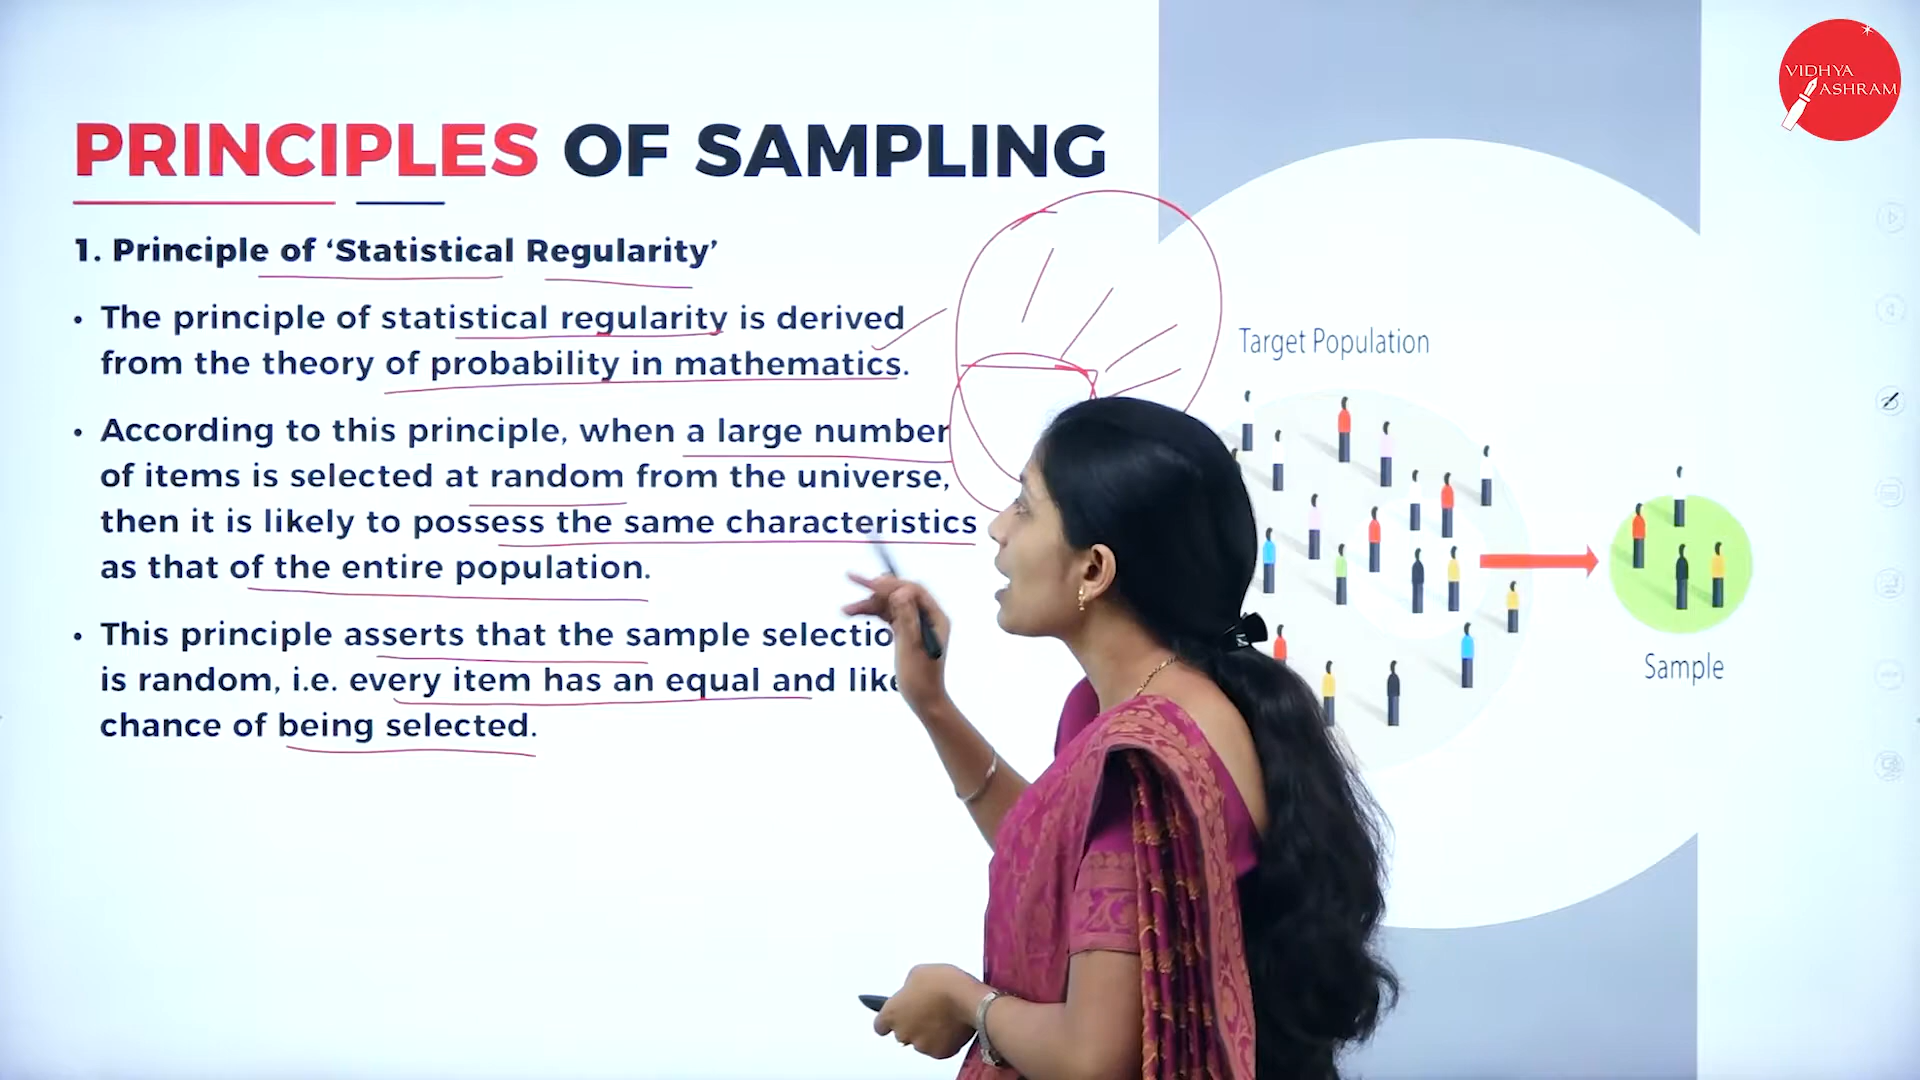 VIDHYA
ASHRAM
PRINCIPLES OF SAMPLING
1. Principle of ‘Statistical Regularity’
• The principle of statistical regularity is derived
from the theory of probability in mathematics.
• According to this principle, when a large number
of items is selected at random from the universe,
then it is likely to possess the same characteristics
as that of the entire population.
• This principle asserts that the sample selectio
is random, i.e. every item has an equal and like
chance of being selected.
Target Population
Sample